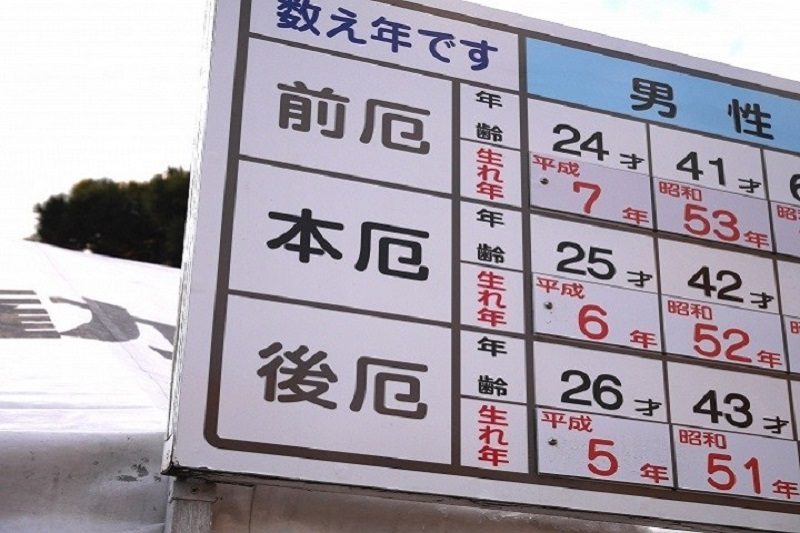 数え年です
男性
前厄
年齢
24才
41才
生れ年
平成
7年
昭和
53年
本厄
年齢
25才
42才
生れ年
平成
6年
昭和
52年
後厄
年齢
26才
43才
生れ年
平成
5年
昭和
51年